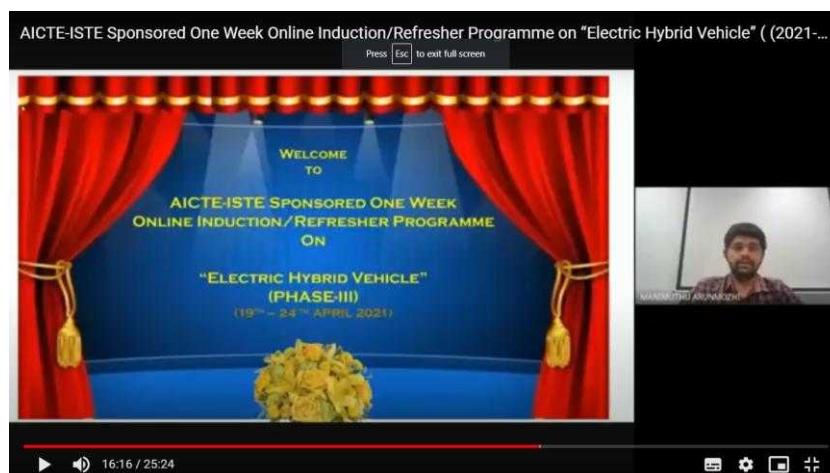 AICTE-ISTE Sponsored One Week Online Induction/Refresher Programme on “Electric Hybrid Vehicle” ( (2021-...
Press Esc to exit full screen
WELCOME
TO
AICTE-ISTE SPONSORED ONE WEEK
ONLINE INDUCTION/REFRESHER PROGRAMME
ON
“ELECTRIC HYBRID VEHICLE”
(PHASE-III)
(19TH – 24TH APRIL 2021)
ARUNMOZHI
16:16 / 25:24